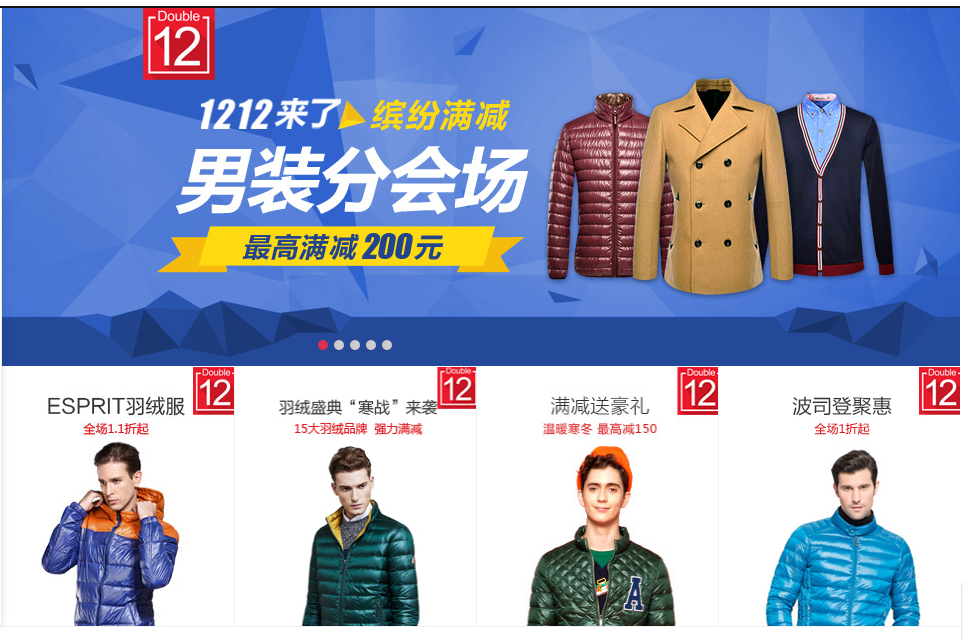 Double
12
1212来了 缤纷满减
男装分会场
最高满减200元
Double
12
ESPRIT羽绒服
全场1.1折起
Double
12
羽绒盛典“寒战”来袭
15大羽绒品牌 强力满减
Double
12
满减送豪礼
温暖寒冬 最高减150
A
Double
12
波司登聚惠
全场1折起